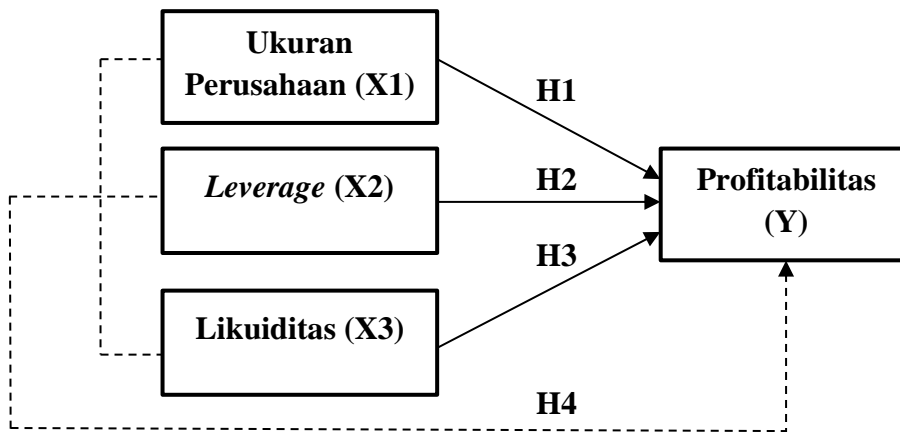 Ukuran
Perusahaan (X1)
H1
Leverage (X2)
H2
Profitabilitas
(Y)
H3
Likuiditas (X3)
H4